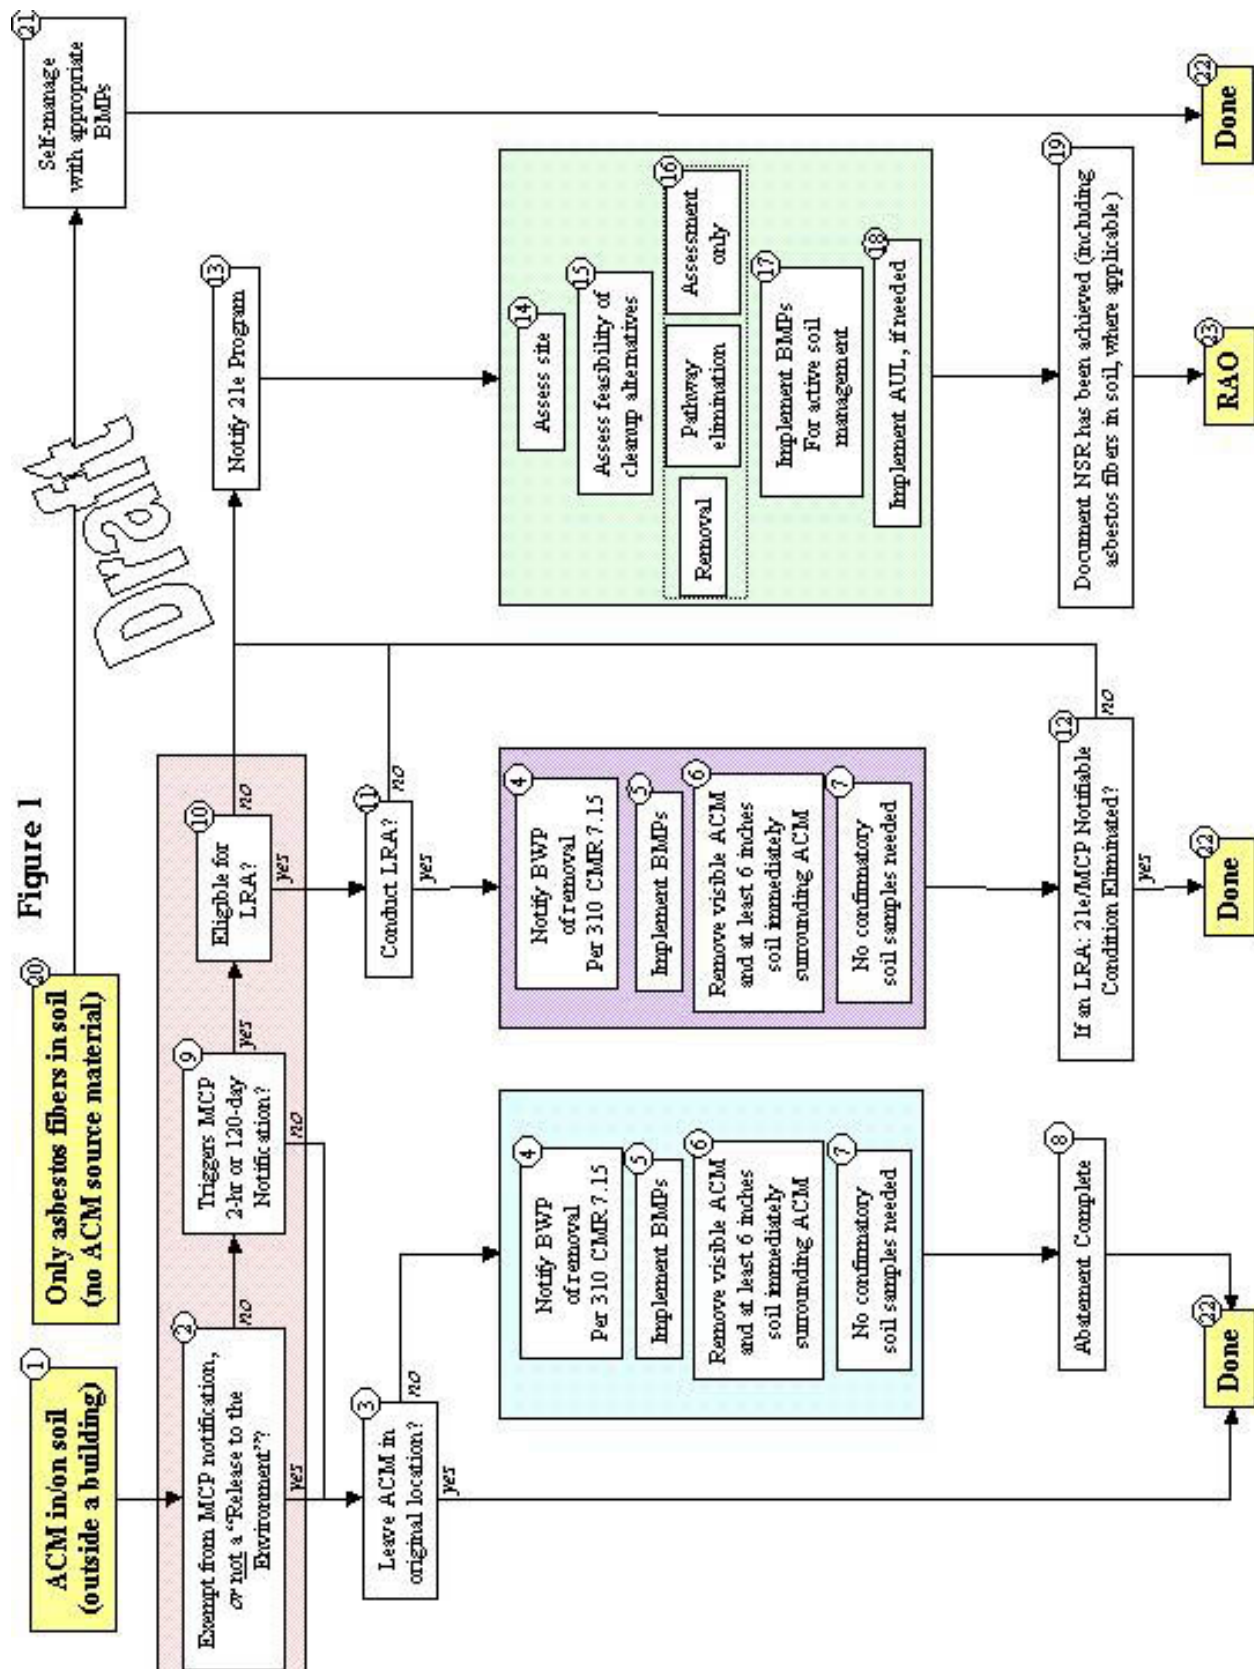 Figure 1
1
ACM in/on soil
(outside a building)
20
Only asbestos fibers in soil
(no ACM source material)
Draft
21
Self-manage
with appropriate
BMPs
2
Exempt from MCP notification,
or not a "Release to the
Environment"?
no
yes
9
Triggers MCP
2-hr or 120-day
Notification?
yes
no
10
Eligible for
LRA?
no
yes
13
Notify 21e Program
3
Leave ACM in
original location?
no
yes
11
Conduct LRA?
no
yes
4
Notify BWP
of removal
Per 310 CMR 7.15
5
Implement BMPs
6
Remove visible ACM
and at least 6 inches
soil immediately
surrounding ACM
7
No confirmatory
soil samples needed
4
Notify BWP
of removal
Per 310 CMR 7.15
5
Implement BMPs
6
Remove visible ACM
and at least 6 inches
soil immediately
surrounding ACM
7
No confirmatory
soil samples needed
14
Assess site
15
Assess feasibility of
cleanup alternatives
16
Removal
Pathway
elimination
Assessment
only
17
Implement BMPs
For active soil
management
18
Implement AUL, if needed
8
Abatement Complete
12
If an LRA: 21e/MCP Notifiable
Condition Eliminated?
no
yes
19
Document NSR has been achieved (including
asbestos fibers in soil, where applicable)
22
Done
22
Done
23
RAO
22
Done